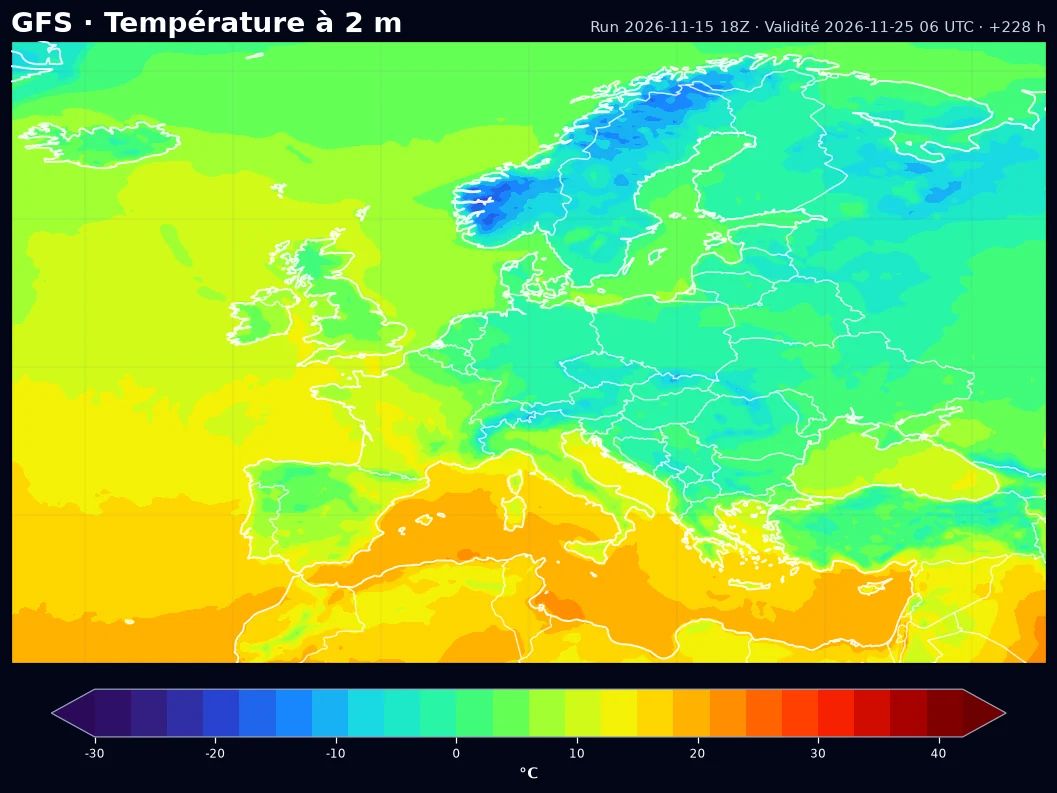 GFS · Température à 2 m
Run 2026-11-15 18Z · Validité 2026-11-25 06 UTC · +228 h
-30 -20 -10 0 10 20 30 40
°C